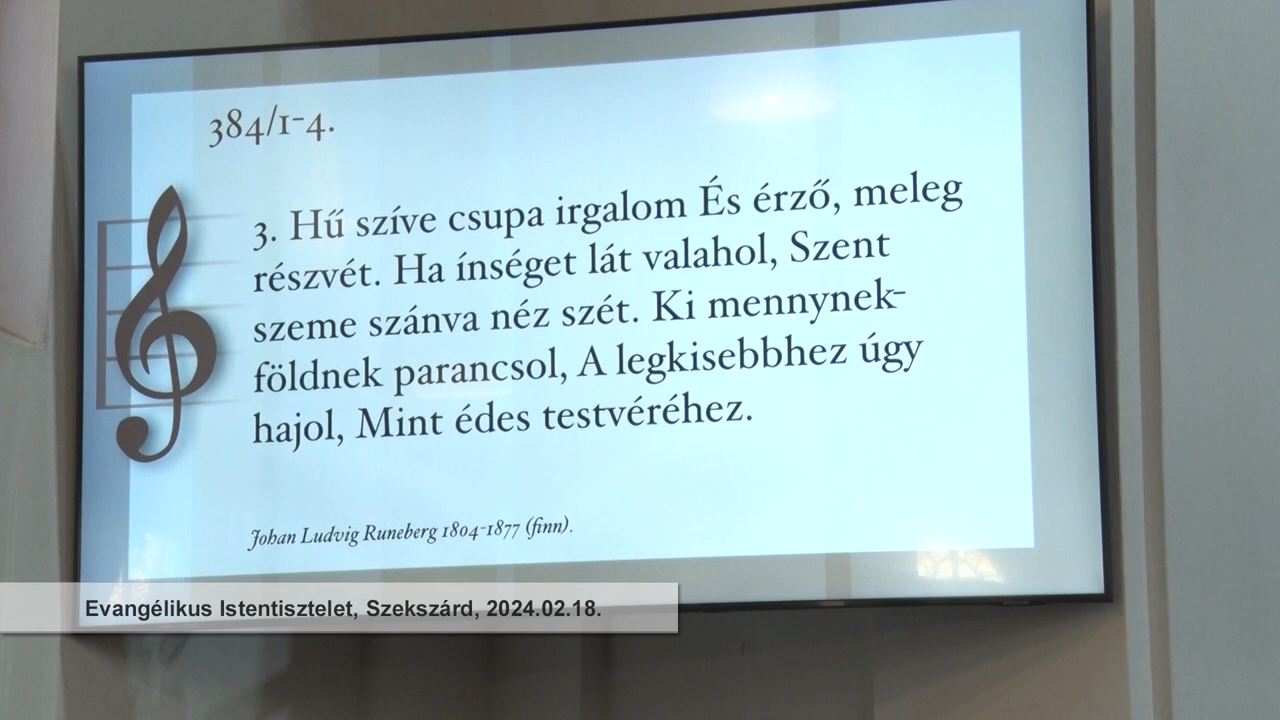 384/1-4.
3. Hű szíve csupa irgalom És érző, meleg
részvét. Ha ínséget lát valahol, Szent
szeme szánva néz szét. Ki mennynek-
földnek parancsol, A legkisebbhez úgy
hajol, Mint édes testvéréhez.
Johan Ludvig Runeberg 1804-1877 (finn).
Evangélikus Istentisztelet, Szekszárd, 2024.02.18.